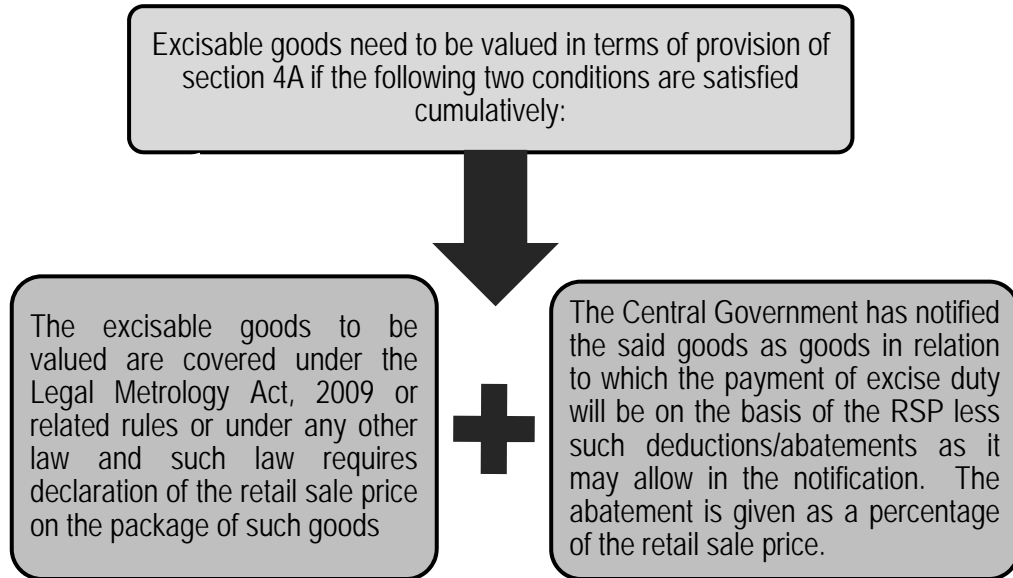 Excisable goods need to be valued in terms of provision of
section 4A if the following two conditions are satisfied
cumulatively:
The excisable goods to be
valued are covered under the
Legal Metrology Act, 2009 or
related rules or under any other
law and such law requires
declaration of the retail sale price
on the package of such goods
The Central Government has notified
the said goods as goods in relation
to which the payment of excise duty
will be on the basis of the RSP less
such deductions/abatements as it
may allow in the notification. The
abatement is given as a percentage
of the retail sale price.